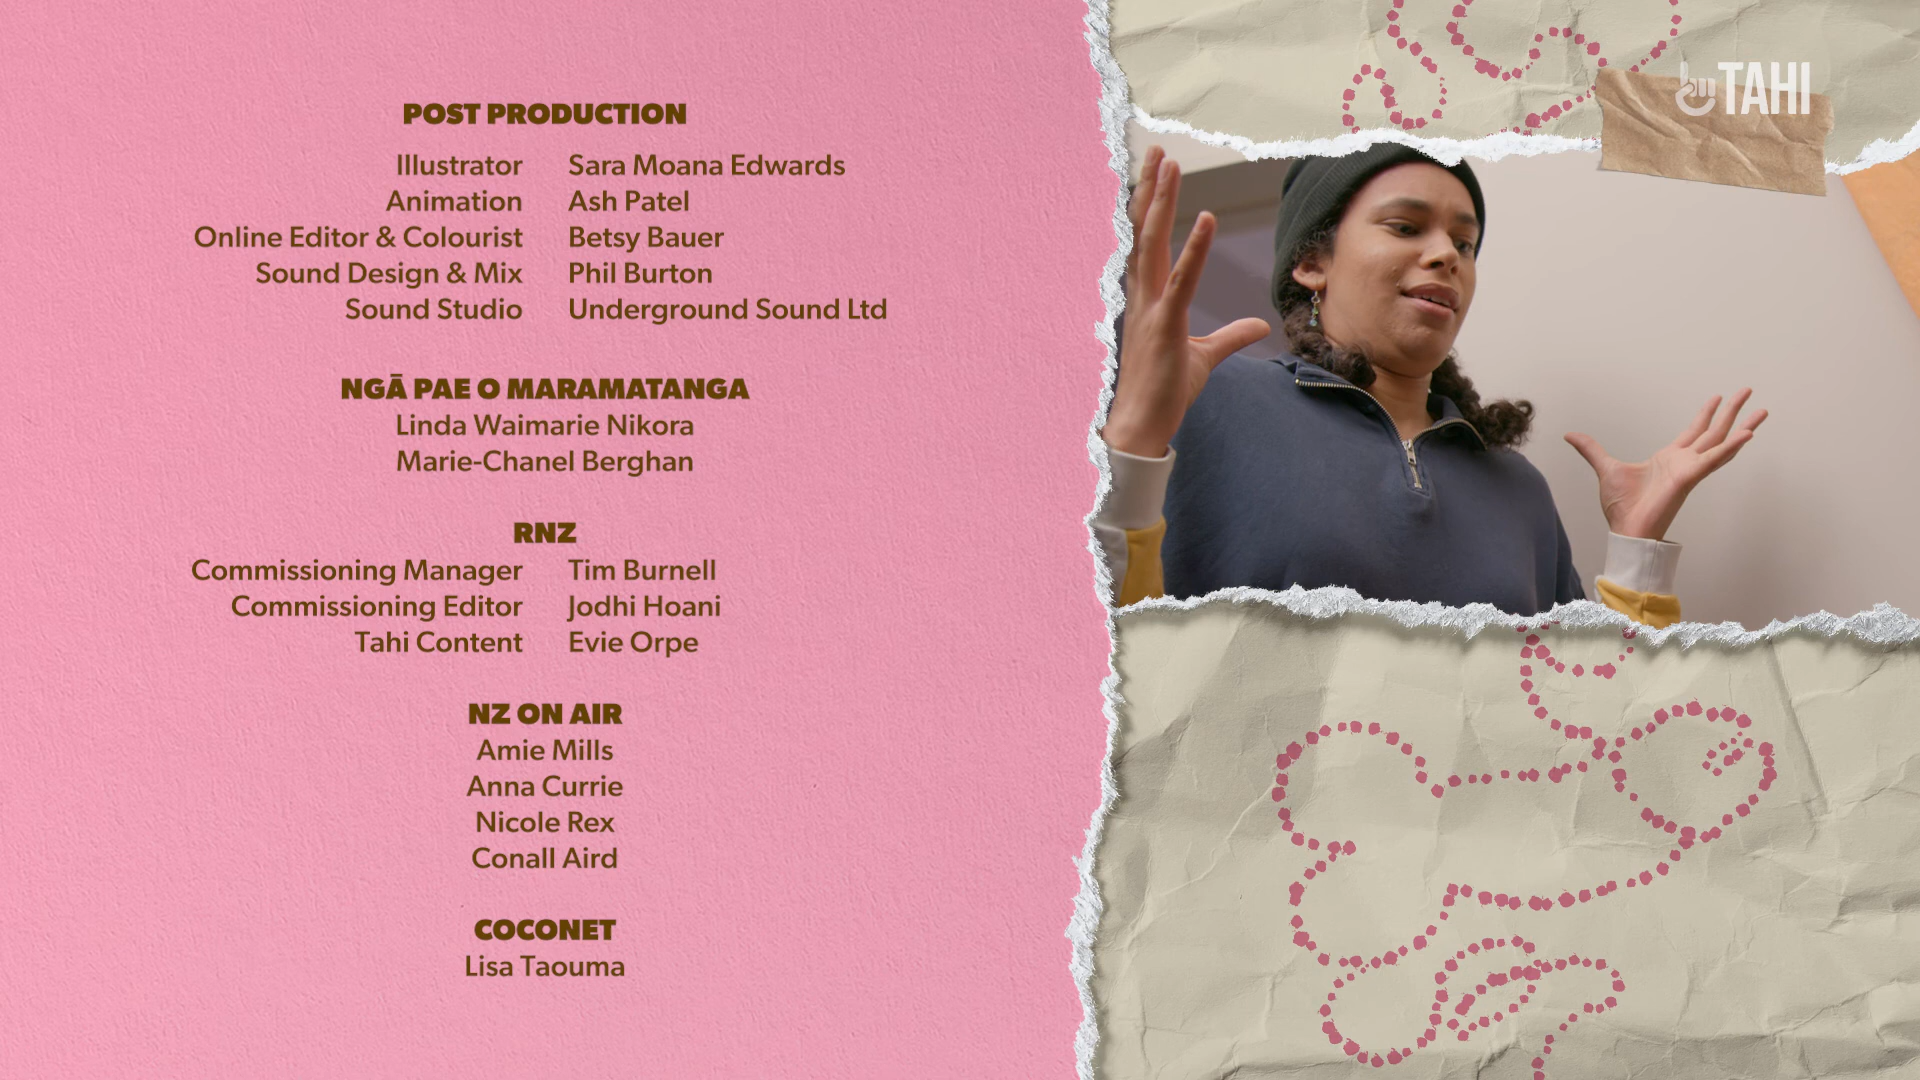 POST PRODUCTION
Illustrator Sara Moana Edwards
Animation Ash Patel
Online Editor & Colourist Betsy Bauer
Sound Design & Mix Phil Burton
Sound Studio Underground Sound Ltd
NGĀ PAE O MARAMATANGA
Linda Waimarie Nikora
Marie-Chanel Berghan
RNZ
Commissioning Manager Tim Burnell
Commissioning Editor Jodhi Hoani
Tahi Content Evie Orpe
NZ ON AIR
Amie Mills
Anna Currie
Nicole Rex
Conall Aird
COCONET
Lisa Taouma
TAHI